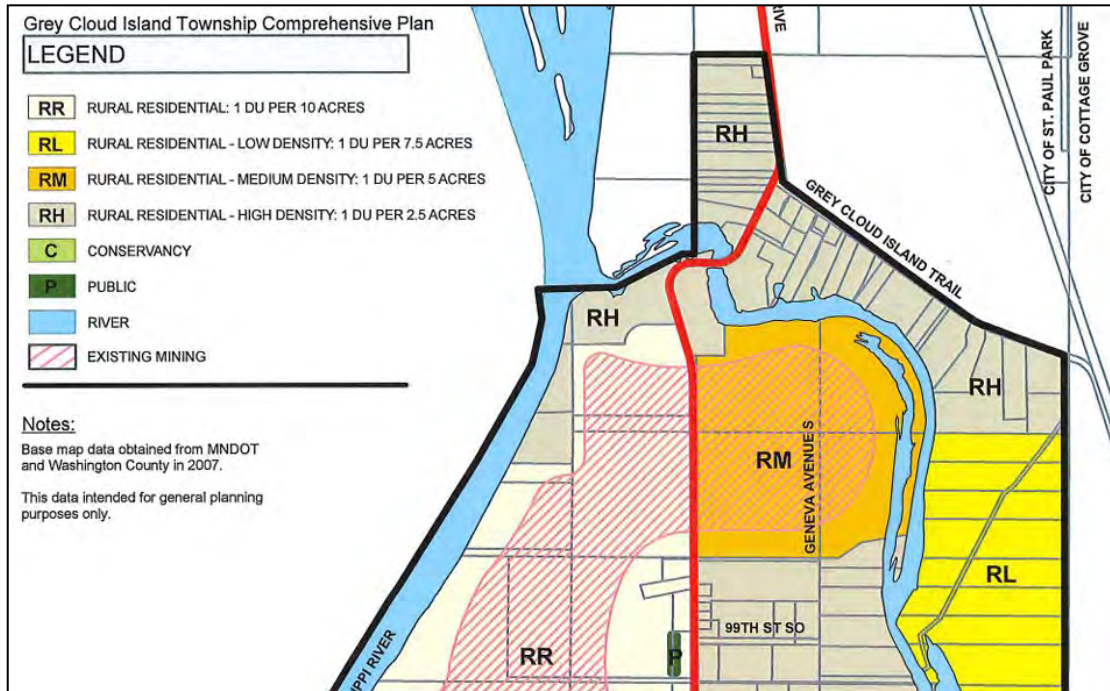 Grey Cloud Island Township Comprehensive Plan
LEGEND
RR RURAL RESIDENTIAL: 1 DU PER 10 ACRES
RL RURAL RESIDENTIAL - LOW DENSITY: 1 DU PER 7.5 ACRES
RM RURAL RESIDENTIAL - MEDIUM DENSITY: 1 DU PER 5 ACRES
RH RURAL RESIDENTIAL - HIGH DENSITY: 1 DU PER 2.5 ACRES
C CONSERVANCY
P PUBLIC
RIVER
EXISTING MINING
Notes:
Base map data obtained from MNDOT
and Washington County in 2007.
This data intended for general planning
purposes only.
RIVE
CITY OF ST. PAUL PARK
CITY OF COTTAGE GROVE
RH
GREY CLOUD ISLAND TRAIL
RH
RH
RM
GENEVA AVENUE S
RL
99TH ST SO
RR
P
IPPI RIVER